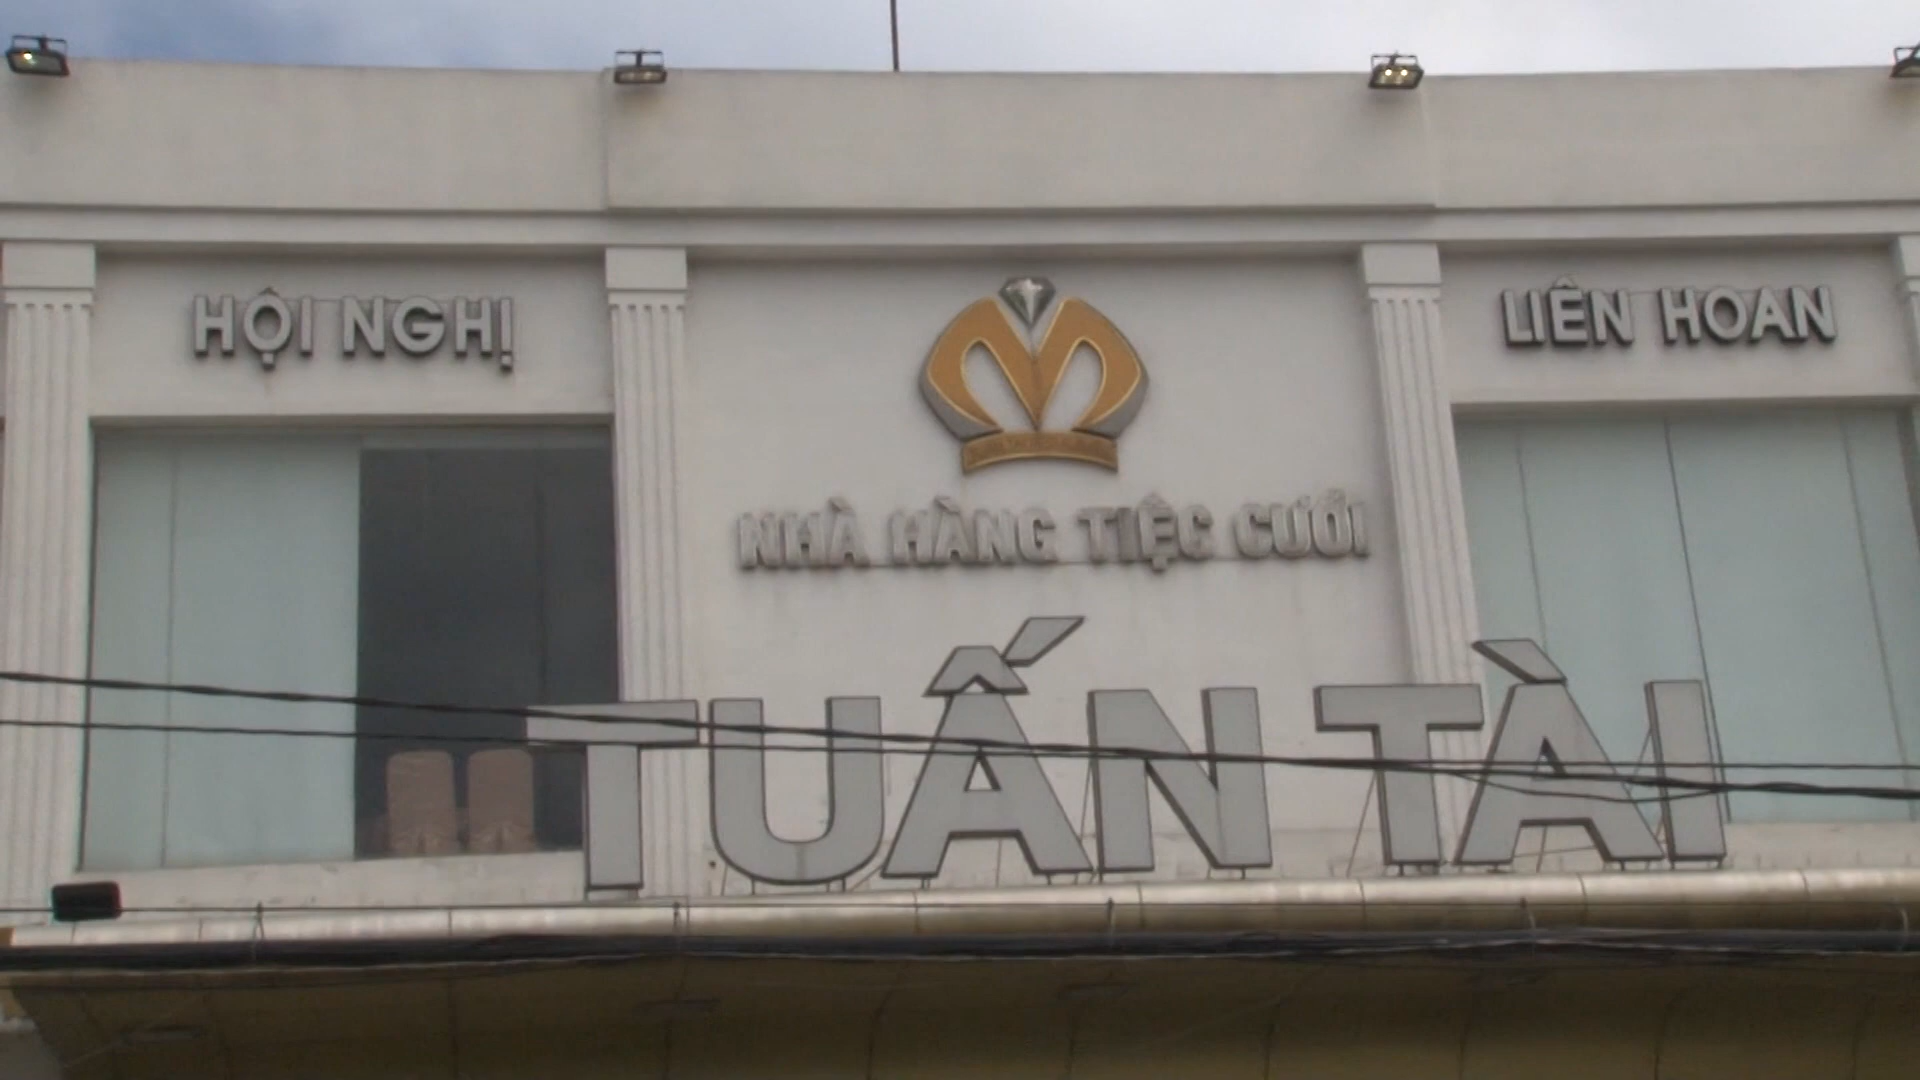 HỘI NGHỊ
LIÊN HOAN
NHÀ HÀNG TIỆC CƯỚI
TUẤN TÀI